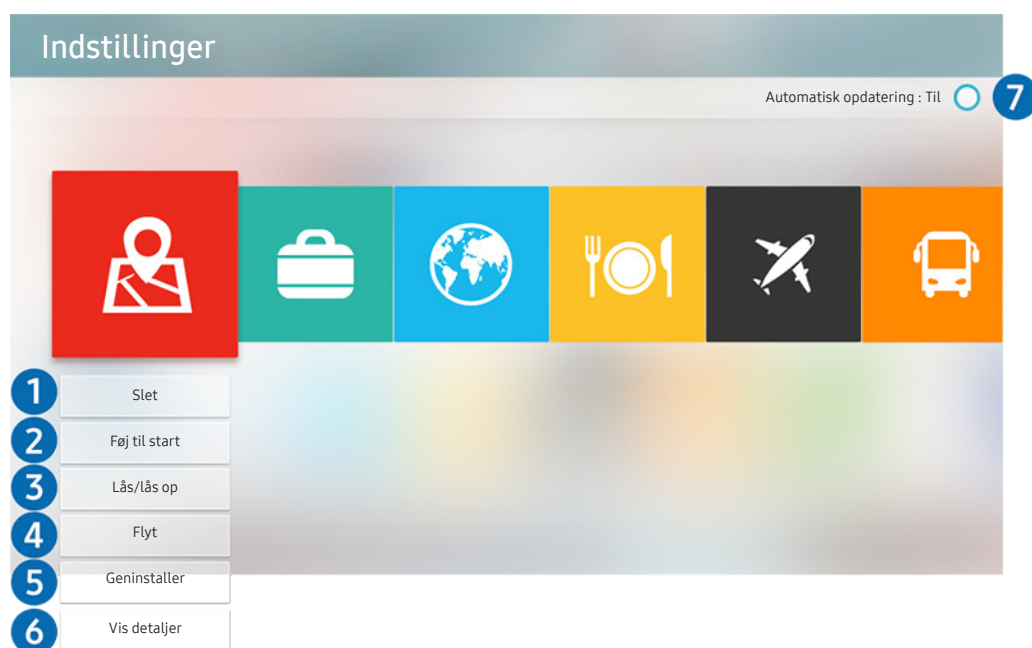 Indstillinger
Automatisk opdatering : Til 7
1 Slet
2 Føj til start
3 Lås/lås op
4 Flyt
5 Geninstaller
6 Vis detaljer